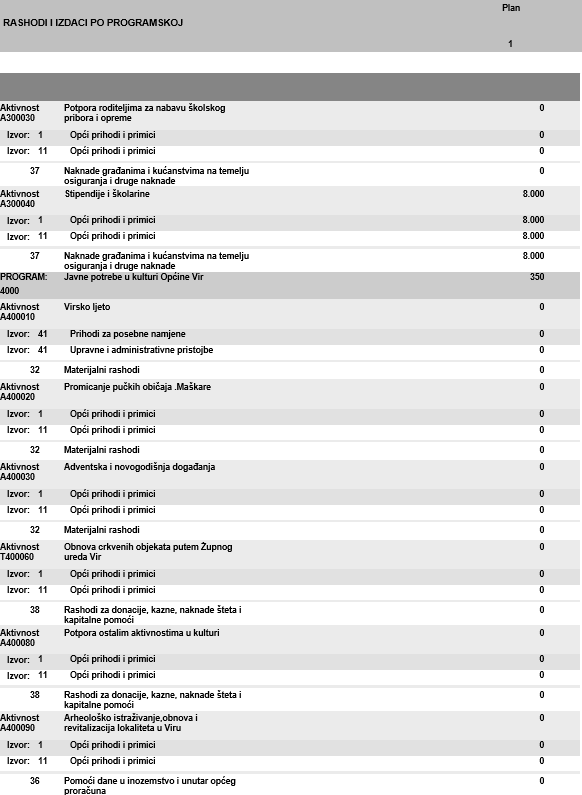 Plan
RASHODI I IZDACI PO PROGRAMSKOJ
1
Aktivnost Potpora roditeljima za nabavu školskog 0
A300030 pribora i opreme
Izvor: 1 Opći prihodi i primici 0
Izvor: 11 Opći prihodi i primici 0
37 Naknade građanima i kućanstvima na temelju 0
osiguranja i druge naknade
Aktivnost Stipendije i školarine 8.000
A300040
Izvor: 1 Opći prihodi i primici 8.000
Izvor: 11 Opći prihodi i primici 8.000
37 Naknade građanima i kućanstvima na temelju 8.000
osiguranja i druge naknade
PROGRAM: Javne potrebe u kulturi Općine Vir 350
4000
Aktivnost Virsko ljeto 0
A400010
Izvor: 41 Prihodi za posebne namjene 0
Izvor: 41 Upravne i administrativne pristojbe 0
32 Materijalni rashodi 0
Aktivnost Promicanje pučkih običaja .Maškare 0
A400020
Izvor: 1 Opći prihodi i primici 0
Izvor: 11 Opći prihodi i primici 0
32 Materijalni rashodi 0
Aktivnost Adventska i novogodišnja događanja 0
A400030
Izvor: 1 Opći prihodi i primici 0
Izvor: 11 Opći prihodi i primici 0
32 Materijalni rashodi 0
Aktivnost Obnova crkvenih objekata putem Župnog 0
T400060 ureda Vir
Izvor: 1 Opći prihodi i primici 0
Izvor: 11 Opći prihodi i primici 0
38 Rashodi za donacije, kazne, naknade šteta i 0
kapitalne pomoći
Aktivnost Potpora ostalim aktivnostima u kulturi 0
A400080
Izvor: 1 Opći prihodi i primici 0
Izvor: 11 Opći prihodi i primici 0
38 Rashodi za donacije, kazne, naknade šteta i 0
kapitalne pomoći
Aktivnost Arheološko istraživanje,obnova i 0
A400090 revitalizacija lokaliteta u Viru
Izvor: 1 Opći prihodi i primici 0
Izvor: 11 Opći prihodi i primici 0
36 Pomoći dane u inozemstvo i unutar općeg 0
proračuna